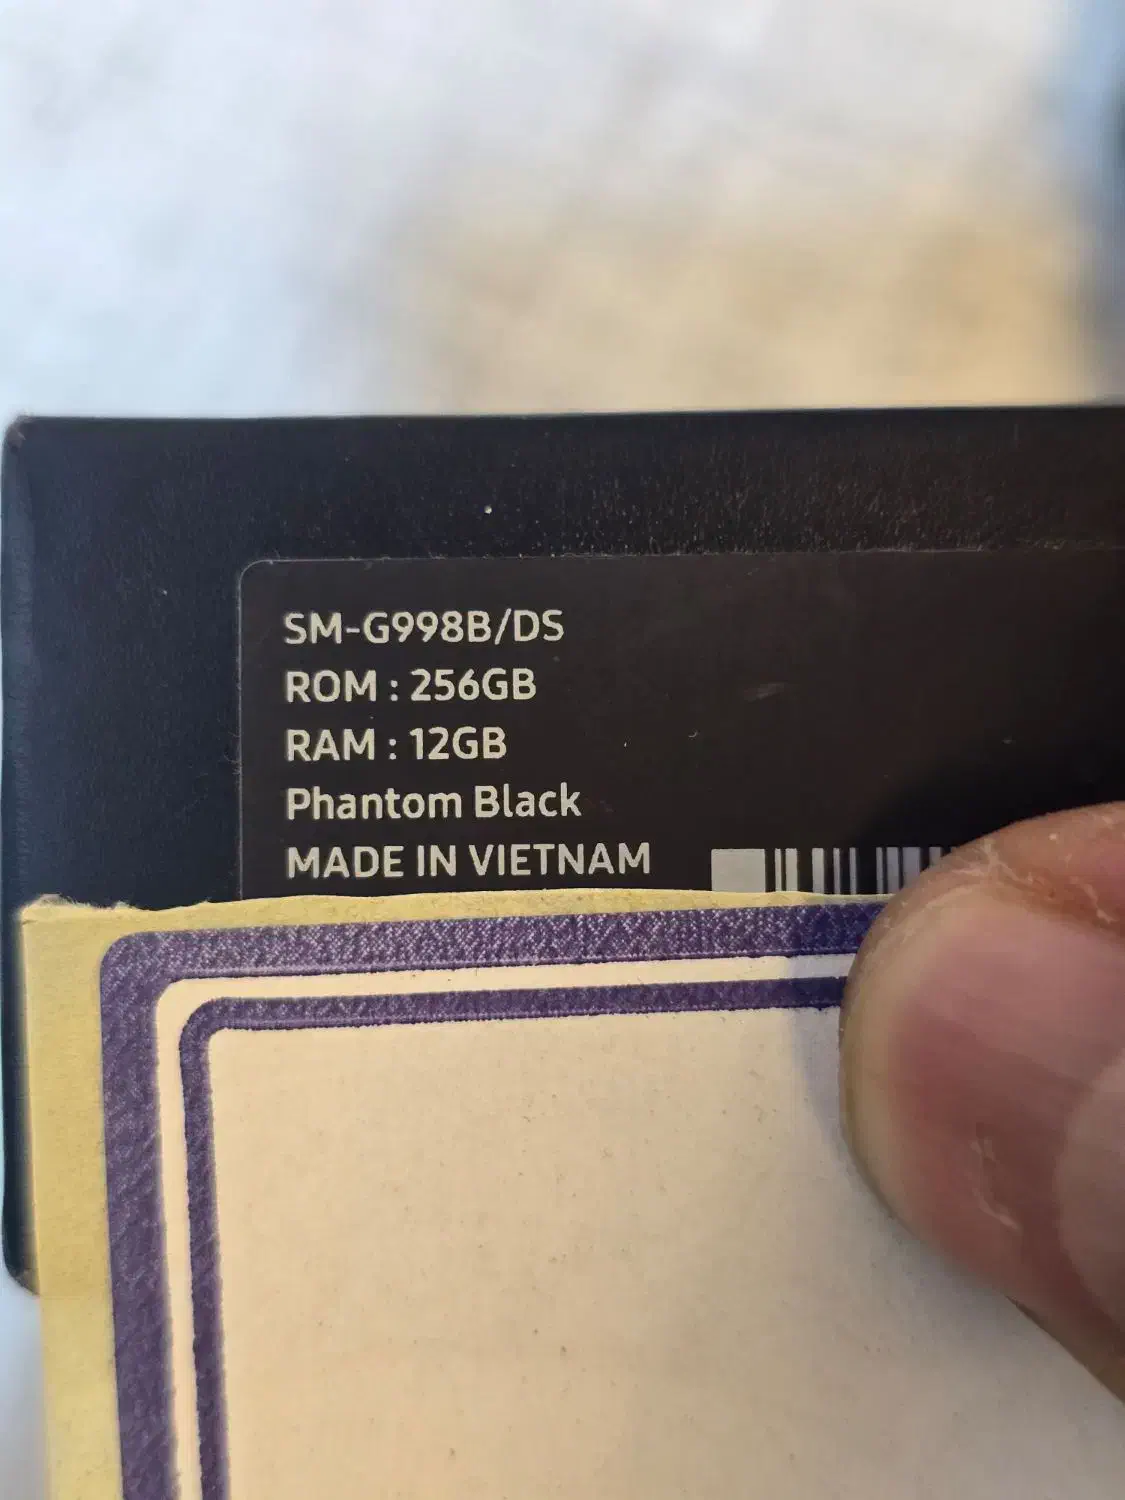 SM-G998B/DS
ROM : 256GB
RAM : 12GB
Phantom Black
MADE IN VIETNAM